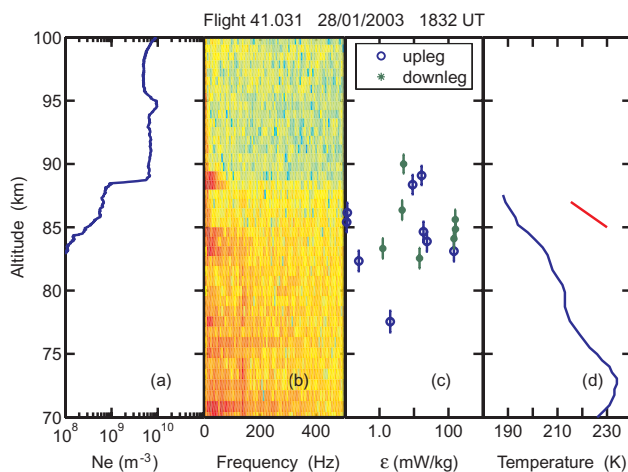 Flight 41.031 28/01/2003 1832 UT
100
95
90
85
80
75
70
Altitude (km)
upleg
downleg
(a) (b) (c) (d)
10^8 10^9 10^10 0 200 400 1.0 100 190 210 230
Ne (m^-3) Frequency (Hz) ε (mW/kg) Temperature (K)